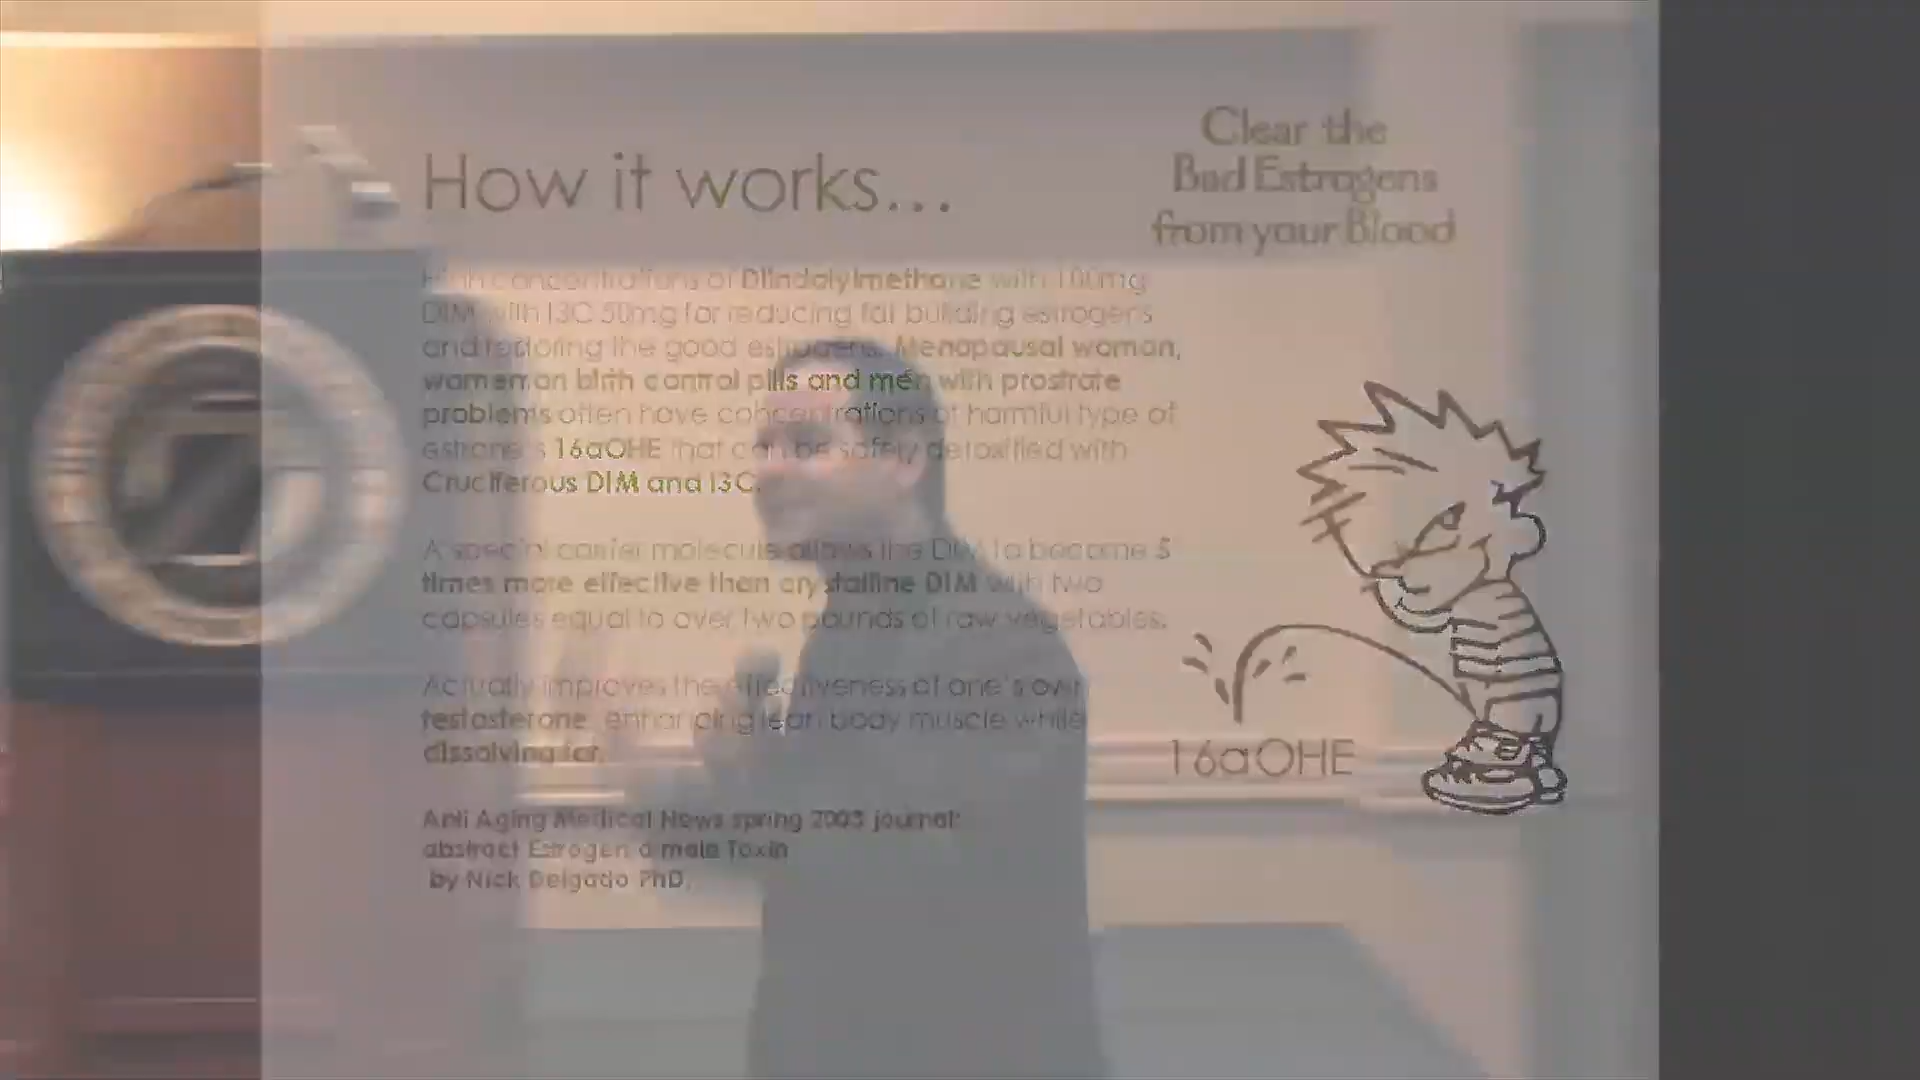 How it works...
Clear the
Bad Estrogens
from your Blood
High concentrations of Diindolylmethane with 100mg
DIM with I3C 50mg for reducing fat building estrogens
and restoring the good estrogens. Menopausal woman,
women on birth control pills and men with prostrate
problems often have concentrations of harmful type of
estrone's 16aOHE that can be safely detoxified with
Cruciferous DIM and I3C.
A special carrier molecule allows the DIM to become 5
times more effective than crystalline DIM with two
capsules equal to over two pounds of raw vegetables.
Actually improves the effectiveness of one's own
testosterone, enhancing lean body muscle while
dissolving fat.
16aOHE
Anti Aging Medical News spring 2003 journal:
abstract Estrogen a male Toxin
by Nick Delgado PhD.